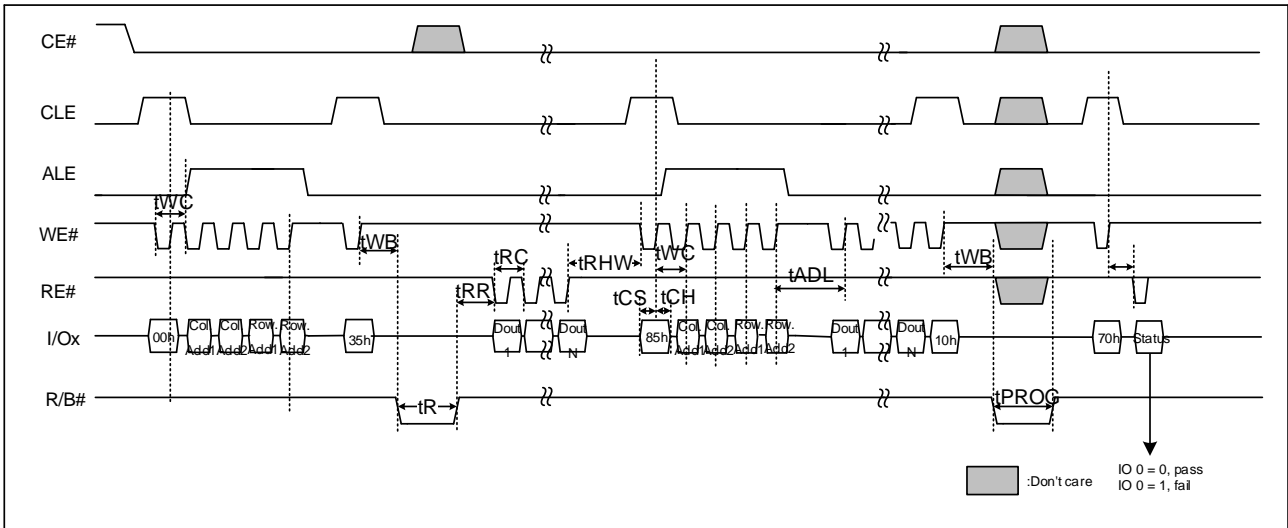 CE#
CLE
ALE
tWC
WE#
tWB
tRC
tRHW
tWC
tADL
tWB
RE#
tRR
tCS
tCH
I/Ox
00h
Col. Add1
Col. Add2
Row. Add1
Row. Add2
35h
Dout 1
Dout N
85h
Col. Add1
Col. Add2
Row. Add1
Row. Add2
Dout 1
Dout N
10h
70h
Status
R/B#
tR
tPROG
:Don't care
IO 0 = 0, pass
IO 0 = 1, fail